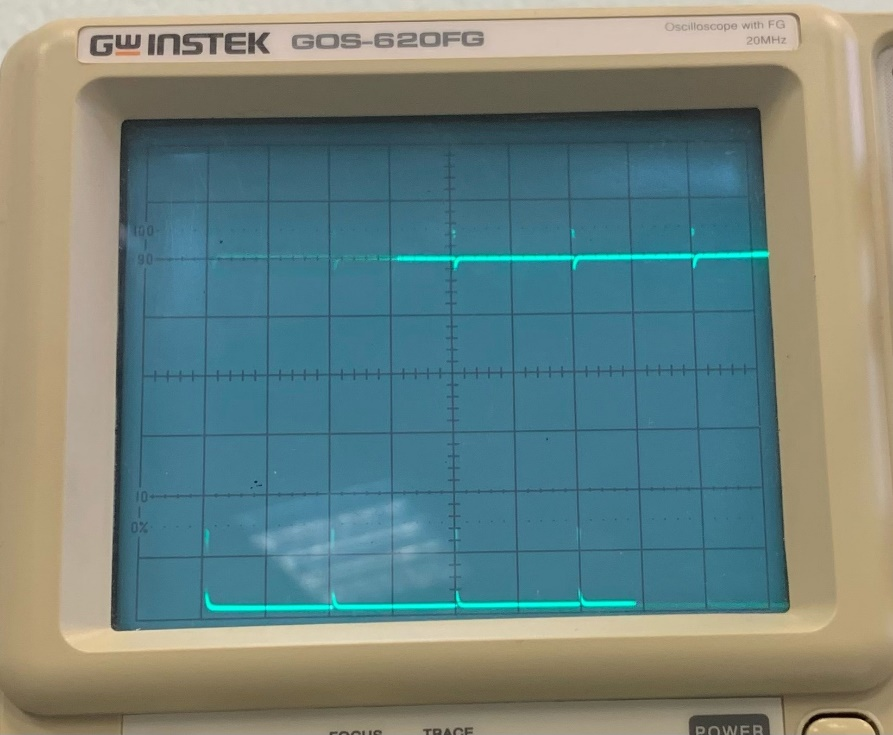 GW INSTEK GOS-620FG
Oscilloscope with FG
20MHz
100
90
10
0%
FOCUS TRACE
POWER